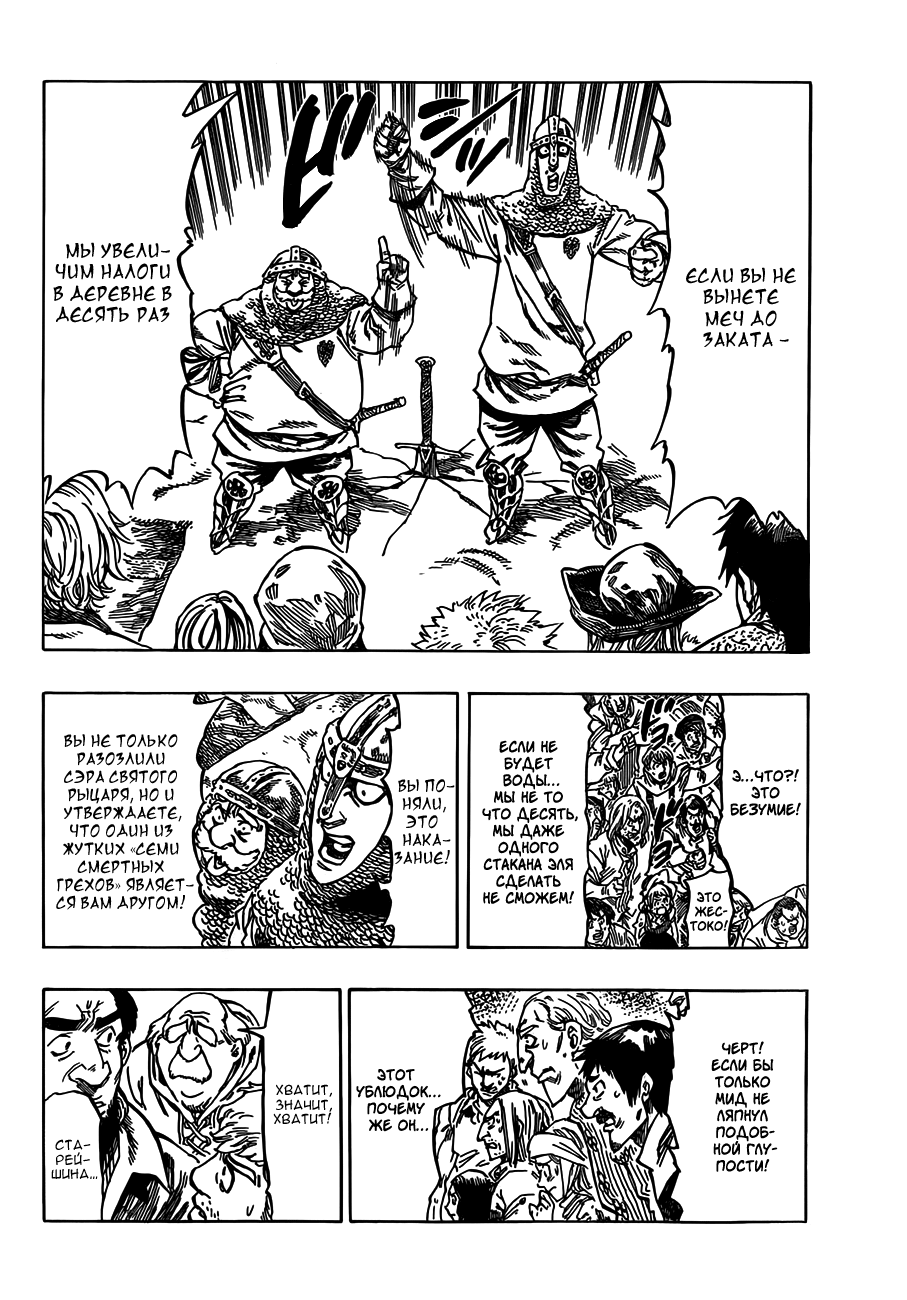 ЕСЛИ ВЫ НЕ
ВЫНЕТЕ
МЕЧ ДО
ЗАКАТА -
МЫ УВЕЛИ-
ЧИМ НАЛОГИ
В ДЕРЕВНЕ В
ДЕСЯТЬ РАЗ
Э...ЧТО?!
ЭТО
БЕЗУМИЕ!
ЭТО
ЖЕС-
ТОКО!
ЕСЛИ НЕ
БУДЕТ
ВОДЫ...
МЫ НЕ ТО
ЧТО ДЕСЯТЬ,
МЫ ДАЖЕ
ОДНОГО
СТАКАНА ЭЛЯ
СДЕЛАТЬ
НЕ СМОЖЕМ!
ВЫ ПО-
НЯЛИ,
ЭТО
НАКА-
ЗАНИЕ!
ВЫ НЕ ТОЛЬКО
РАЗОЗЛИЛИ
СЭРА СВЯТОГО
РЫЦАРЯ, НО И
УТВЕРЖДАЕТЕ,
ЧТО ОДИН ИЗ
ЖУТКИХ «СЕМИ
СМЕРТНЫХ
ГРЕХОВ» ЯВЛЯЕТ-
СЯ ВАМ ДРУГОМ!
ЧЕРТ!
ЕСЛИ БЫ
ТОЛЬКО
МИД НЕ
ЛЯПНУЛ
ПОДОБ-
НОЙ ГЛУ-
ПОСТИ!
ЭТОТ
УБЛЮДОК...
ПОЧЕМУ
ЖЕ ОН...
ХВАТИТ,
ЗНАЧИТ,
ХВАТИТ!
СТА-
РЕЙ-
ШИНА...